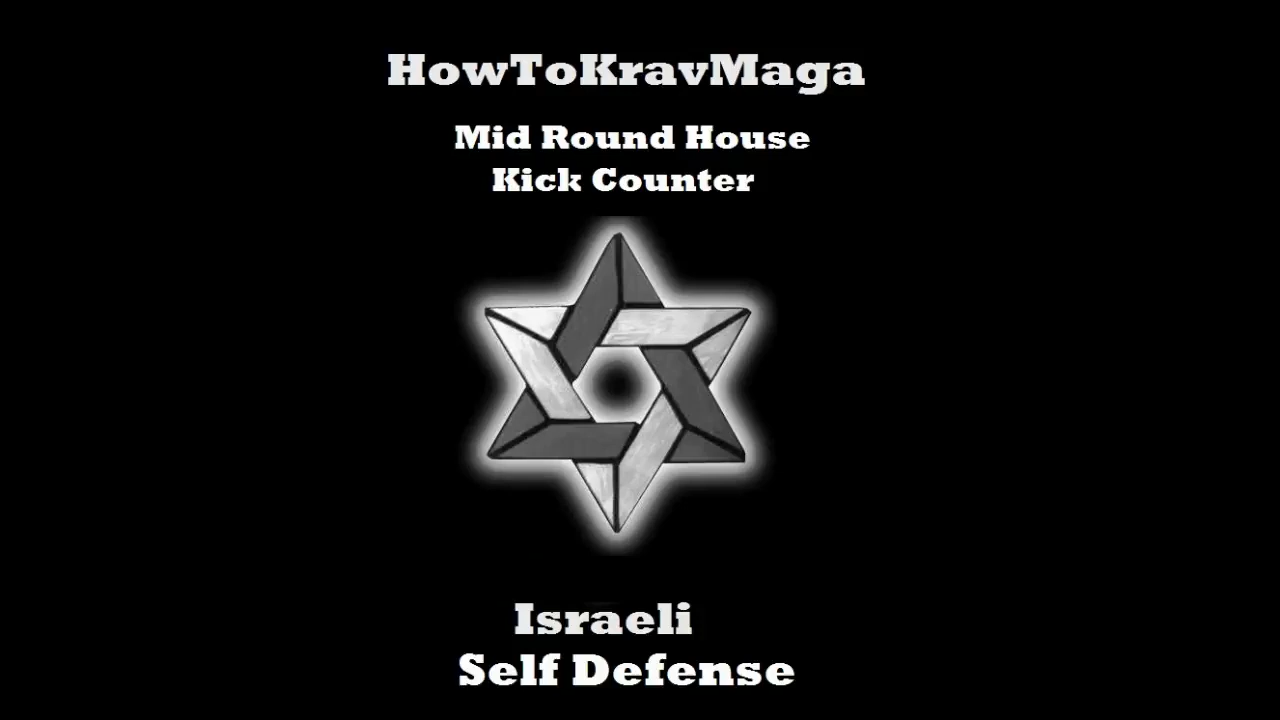 HowToKravMaga
Mid Round House
Kick Counter
Israeli
Self Defense